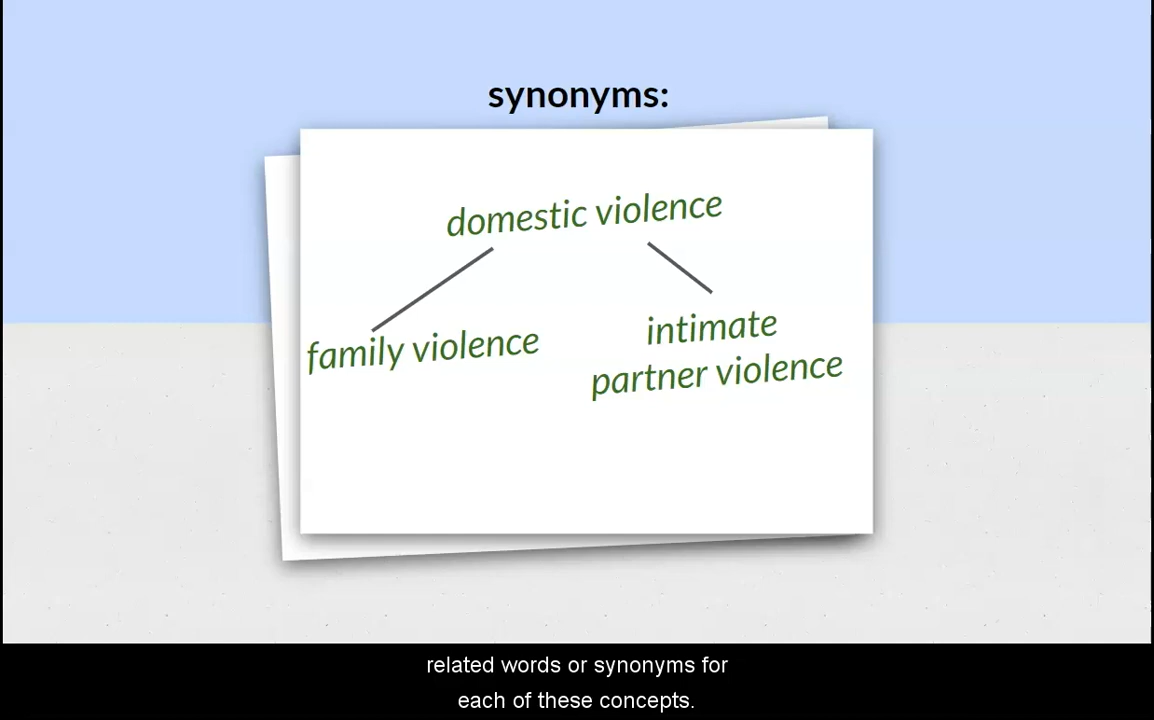 synonyms:
domestic violence
family violence
intimate
partner violence
related words or synonyms for
each of these concepts.